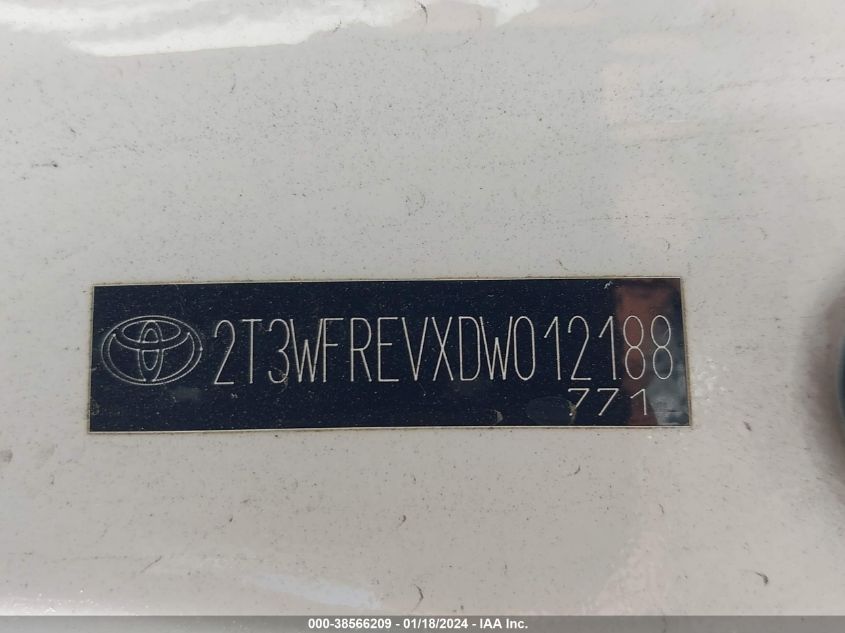 2T3WFREVXDW012188
771
000-38566209 - 01/18/2024 - IAA Inc.